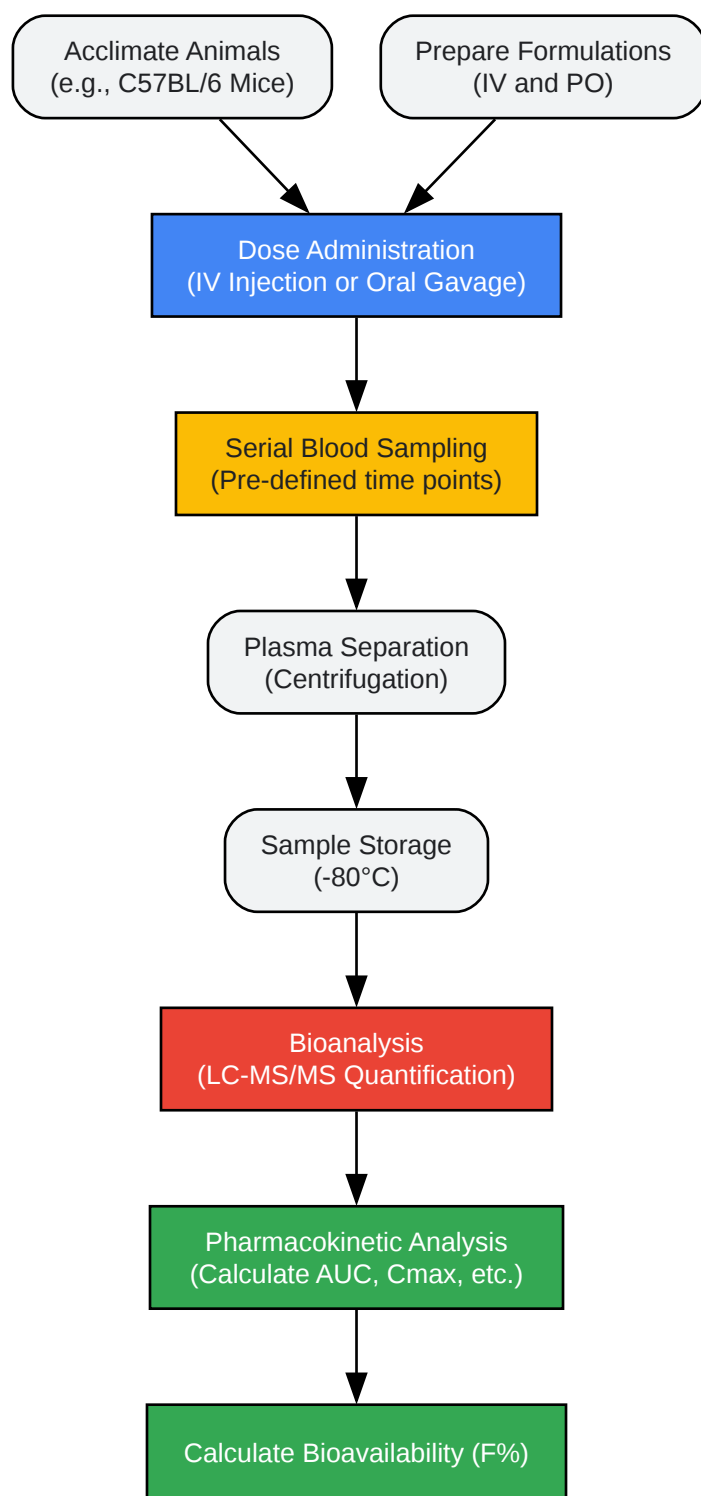 Acclimate Animals
(e.g., C57BL/6 Mice)
Prepare Formulations
(IV and PO)
Dose Administration
(IV Injection or Oral Gavage)
Serial Blood Sampling
(Pre-defined time points)
Plasma Separation
(Centrifugation)
Sample Storage
(-80°C)
Bioanalysis
(LC-MS/MS Quantification)
Pharmacokinetic Analysis
(Calculate AUC, Cmax, etc.)
Calculate Bioavailability (F%)